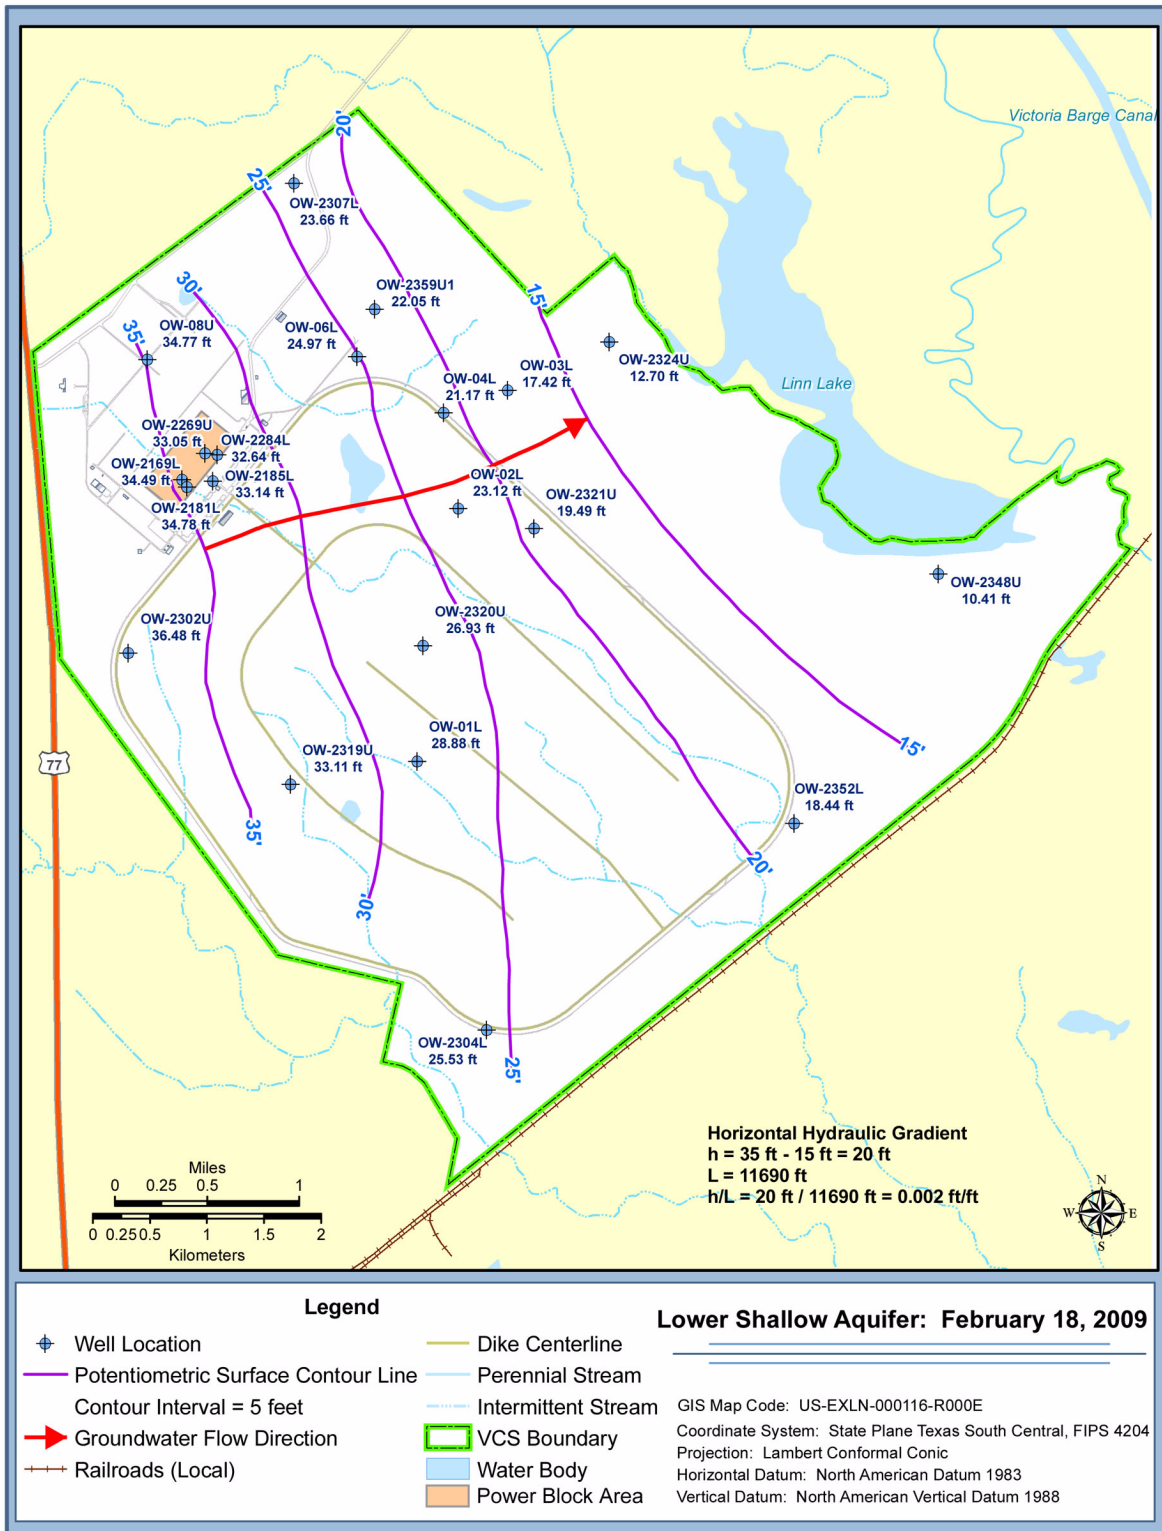 Victoria Barge Canal
20'
25'
OW-2307L
23.66 ft
30'
OW-2359U1
22.05 ft
15'
35'
OW-08U
34.77 ft
OW-06L
24.97 ft
OW-03L
17.42 ft
OW-2324U
12.70 ft
OW-04L
21.17 ft
Linn Lake
OW-2269U
33.05 ft
OW-2284L
32.64 ft
OW-2169L
34.49 ft
OW-2185L
33.14 ft
OW-02L
23.12 ft
OW-2321U
19.49 ft
OW-2181L
34.78 ft
OW-2348U
10.41 ft
OW-2302U
36.48 ft
OW-2320U
26.93 ft
OW-01L
28.88 ft
OW-2319U
33.11 ft
15'
77
OW-2352L
18.44 ft
35'
20'
30'
OW-2304L
25.53 ft
25'
Horizontal Hydraulic Gradient
h = 35 ft - 15 ft = 20 ft
L = 11690 ft
h/L = 20 ft / 11690 ft = 0.002 ft/ft
Miles
0 0.25 0.5 1
0 0.25 0.5 1 1.5 2
Kilometers
N
W E
S
Legend
Well Location
Potentiometric Surface Contour Line
Contour Interval = 5 feet
Groundwater Flow Direction
Railroads (Local)
Dike Centerline
Perennial Stream
Intermittent Stream
VCS Boundary
Water Body
Power Block Area
Lower Shallow Aquifer: February 18, 2009
GIS Map Code: US-EXLN-000116-R000E
Coordinate System: State Plane Texas South Central, FIPS 4204
Projection: Lambert Conformal Conic
Horizontal Datum: North American Datum 1983
Vertical Datum: North American Vertical Datum 1988